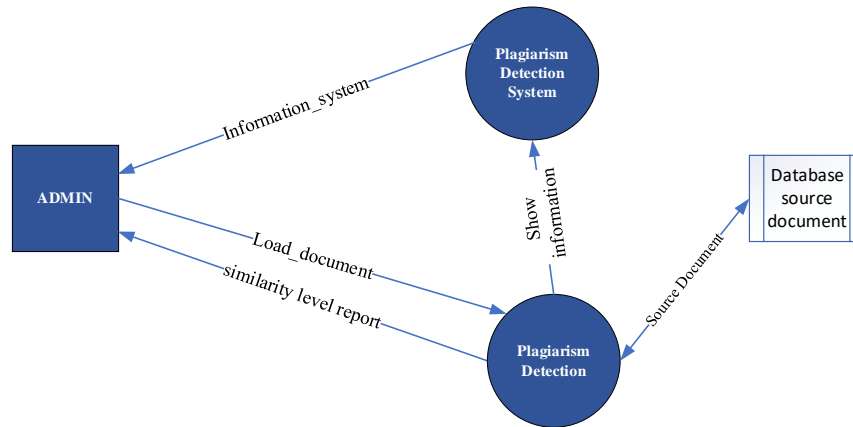 Plagiarism
Detection
System
Information_system
ADMIN
Load_document
similarity level report
Show
information
Plagiarism
Detection
Source Document
Database
source
document